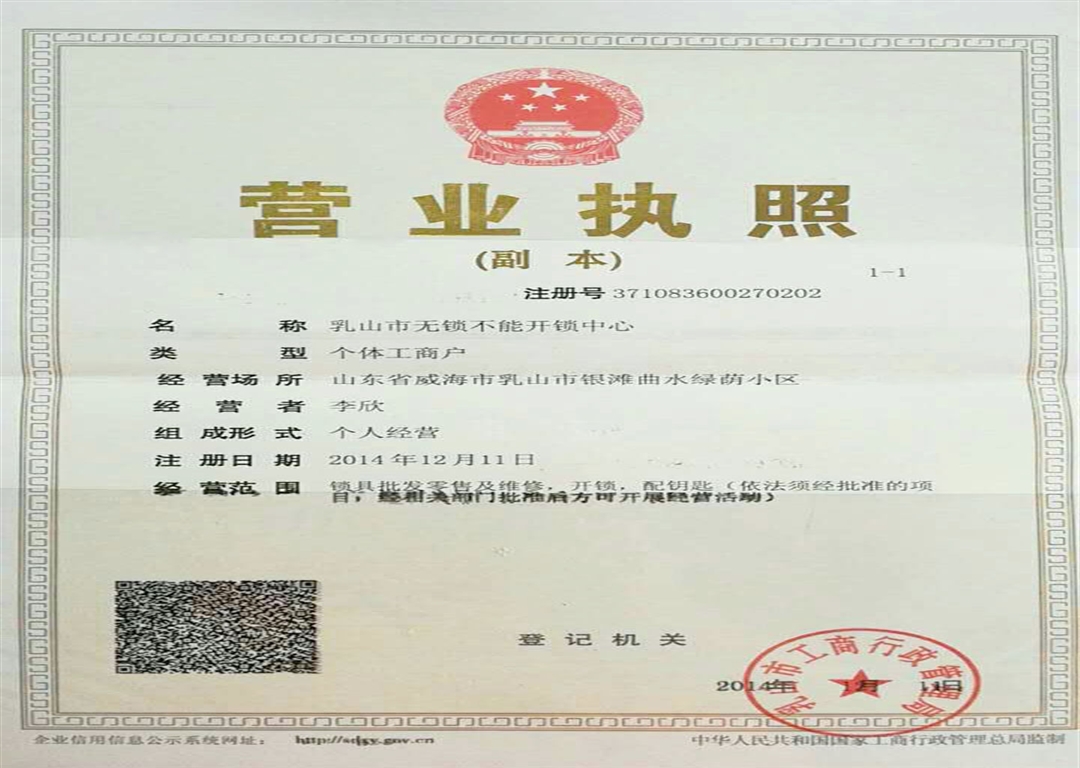 营业执照
(副 本)
1-1
注册号 371083600270202
名 称 乳山市无锁不能开锁中心
类 型 个体工商户
经 营 场 所 山东省威海市乳山市银滩曲水绿荫小区
经 营 者 李欣
组 成 形 式 个人经营
注 册 日 期 2014年12月11日
经 营 范 围 锁具批发零售及维修，开锁，配钥匙（依法须经批准的项
目，经相关部门批准后方可开展经营活动）
登 记 机 关
乳山市工商行政管理局
2014年 12月 11日
企业信用信息公示系统网址： http://sdxy.gov.cn
中华人民共和国国家工商行政管理总局监制